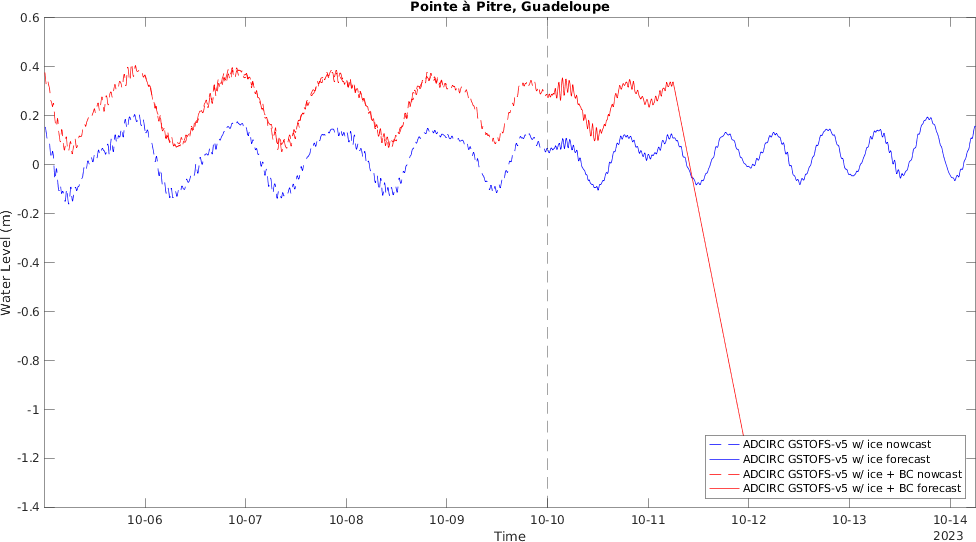 Pointe à Pitre, Guadeloupe
0.6
0.4
0.2
0
-0.2
-0.4
-0.6
-0.8
-1
-1.2
-1.4
Water Level (m)
ADCIRC GSTOFS-v5 w/ ice nowcast
ADCIRC GSTOFS-v5 w/ ice forecast
ADCIRC GSTOFS-v5 w/ ice + BC nowcast
ADCIRC GSTOFS-v5 w/ ice + BC forecast
10-06 10-07 10-08 10-09 10-10 10-11 10-12 10-13 10-14
2023
Time